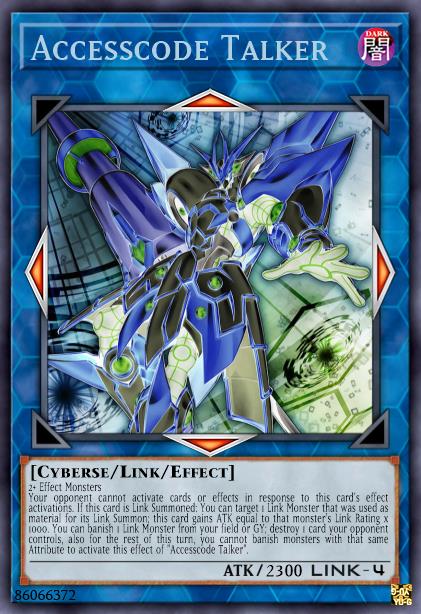 ACCESSCODE TALKER
DARK
闇
[CYBERSE/LINK/EFFECT]
2+ Effect Monsters
Your opponent cannot activate cards or effects in response to this card's effect
activations. If this card is Link Summoned: You can target 1 Link Monster that was used as
material for its Link Summon; this card gains ATK equal to that monster's Link Rating x
1000. You can banish 1 Link Monster from your field or GY; destroy 1 card your opponent
controls, also for the rest of this turn, you cannot banish monsters with that same
Attribute to activate this effect of "Accesscode Talker".
ATK/2300 LINK-4
86066372